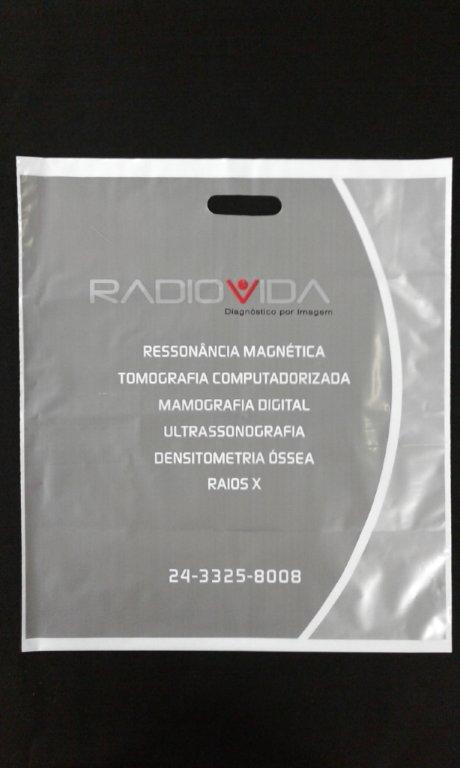 RADIOVIDA
Diagnóstico por Imagem
RESSONÂNCIA MAGNÉTICA
TOMOGRAFIA COMPUTADORIZADA
MAMOGRAFIA DIGITAL
ULTRASSONOGRAFIA
DENSITOMETRIA ÓSSEA
RAIOS X
24-3325-8008